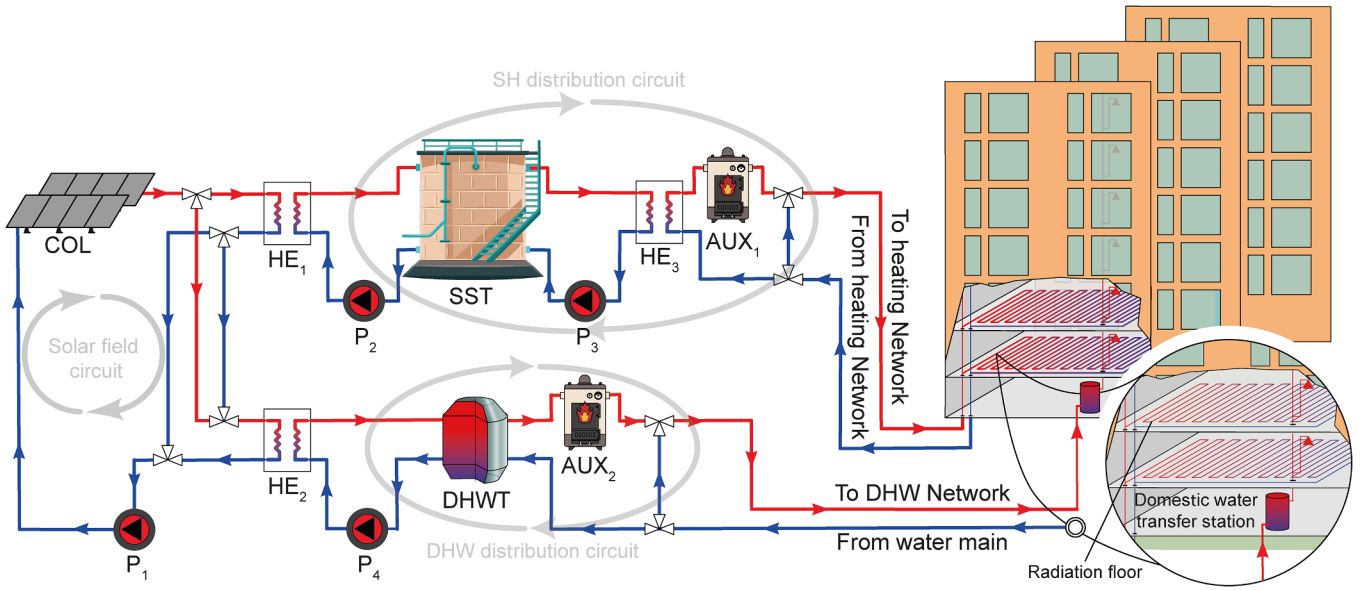 SH distribution circuit
COL
HE1
SST
HE3
AUX1
To heating Network
From heating Network
P2
P3
Solar field
circuit
HE2
DHWT
AUX2
To DHW Network
Domestic water
transfer station
P1
P4
DHW distribution circuit
From water main
Radiation floor